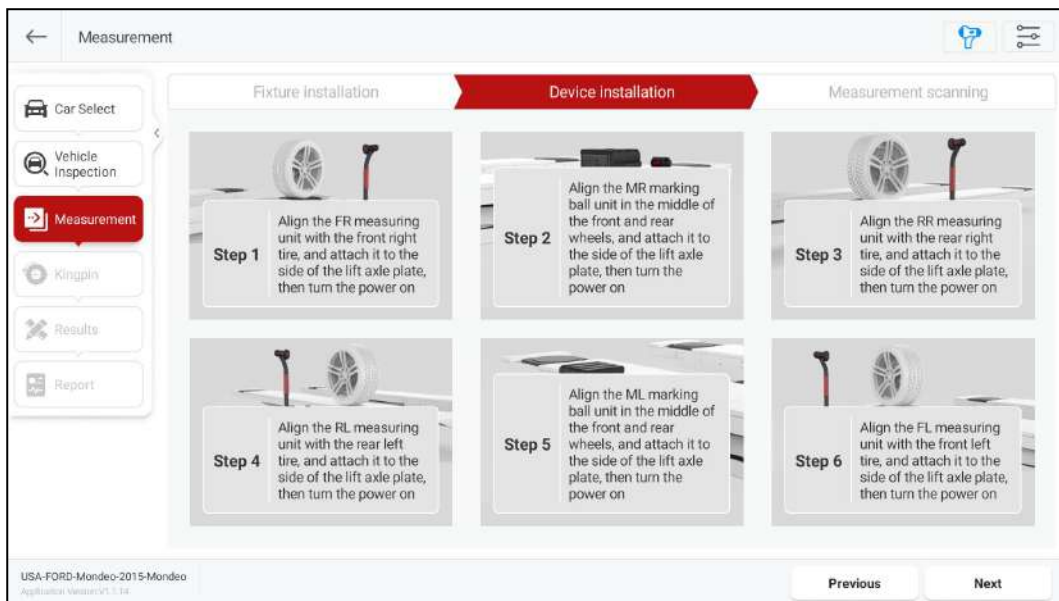 Measurement
Car Select
Vehicle
Inspection
Measurement
Kingpin
Results
Report
Fixture installation
Device installation
Measurement scanning
Step 1
Align the FR measuring
unit with the front right
tire, and attach it to the
side of the lift axle plate,
then turn the power on
Step 2
Align the MR marking
ball unit in the middle of
the front and rear
wheels, and attach it to
the side of the lift axle
plate, then turn the
power on
Step 3
Align the RR measuring
unit with the rear right
tire, and attach it to the
side of the lift axle plate,
then turn the power on
Step 4
Align the RL measuring
unit with the rear left
tire, and attach it to the
side of the lift axle plate,
then turn the power on
Step 5
Align the ML marking
ball unit in the middle of
the front and rear
wheels, and attach it to
the side of the lift axle
plate, then turn the
power on
Step 6
Align the FL measuring
unit with the front left
tire, and attach it to the
side of the lift axle plate,
then turn the power on
USA-FORD-Mondeo-2015-Mondeo
Application Version:V1.1.14
Previous
Next